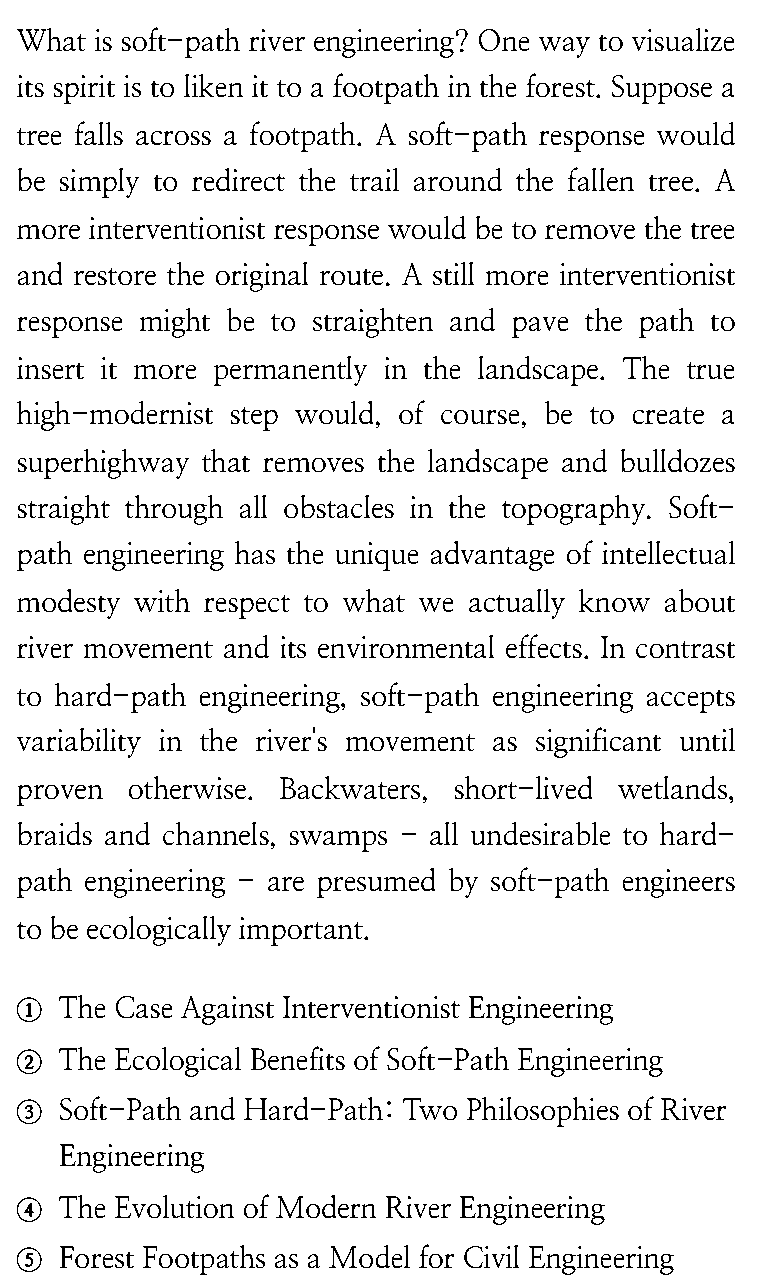 What is soft-path river engineering? One way to visualize
its spirit is to liken it to a footpath in the forest. Suppose a
tree falls across a footpath. A soft-path response would
be simply to redirect the trail around the fallen tree. A
more interventionist response would be to remove the tree
and restore the original route. A still more interventionist
response might be to straighten and pave the path to
insert it more permanently in the landscape. The true
high-modernist step would, of course, be to create a
superhighway that removes the landscape and bulldozes
straight through all obstacles in the topography. Soft-
path engineering has the unique advantage of intellectual
modesty with respect to what we actually know about
river movement and its environmental effects. In contrast
to hard-path engineering, soft-path engineering accepts
variability in the river's movement as significant until
proven otherwise. Backwaters, short-lived wetlands,
braids and channels, swamps - all undesirable to hard-
path engineering - are presumed by soft-path engineers
to be ecologically important.
① The Case Against Interventionist Engineering
② The Ecological Benefits of Soft-Path Engineering
③ Soft-Path and Hard-Path: Two Philosophies of River
Engineering
④ The Evolution of Modern River Engineering
⑤ Forest Footpaths as a Model for Civil Engineering